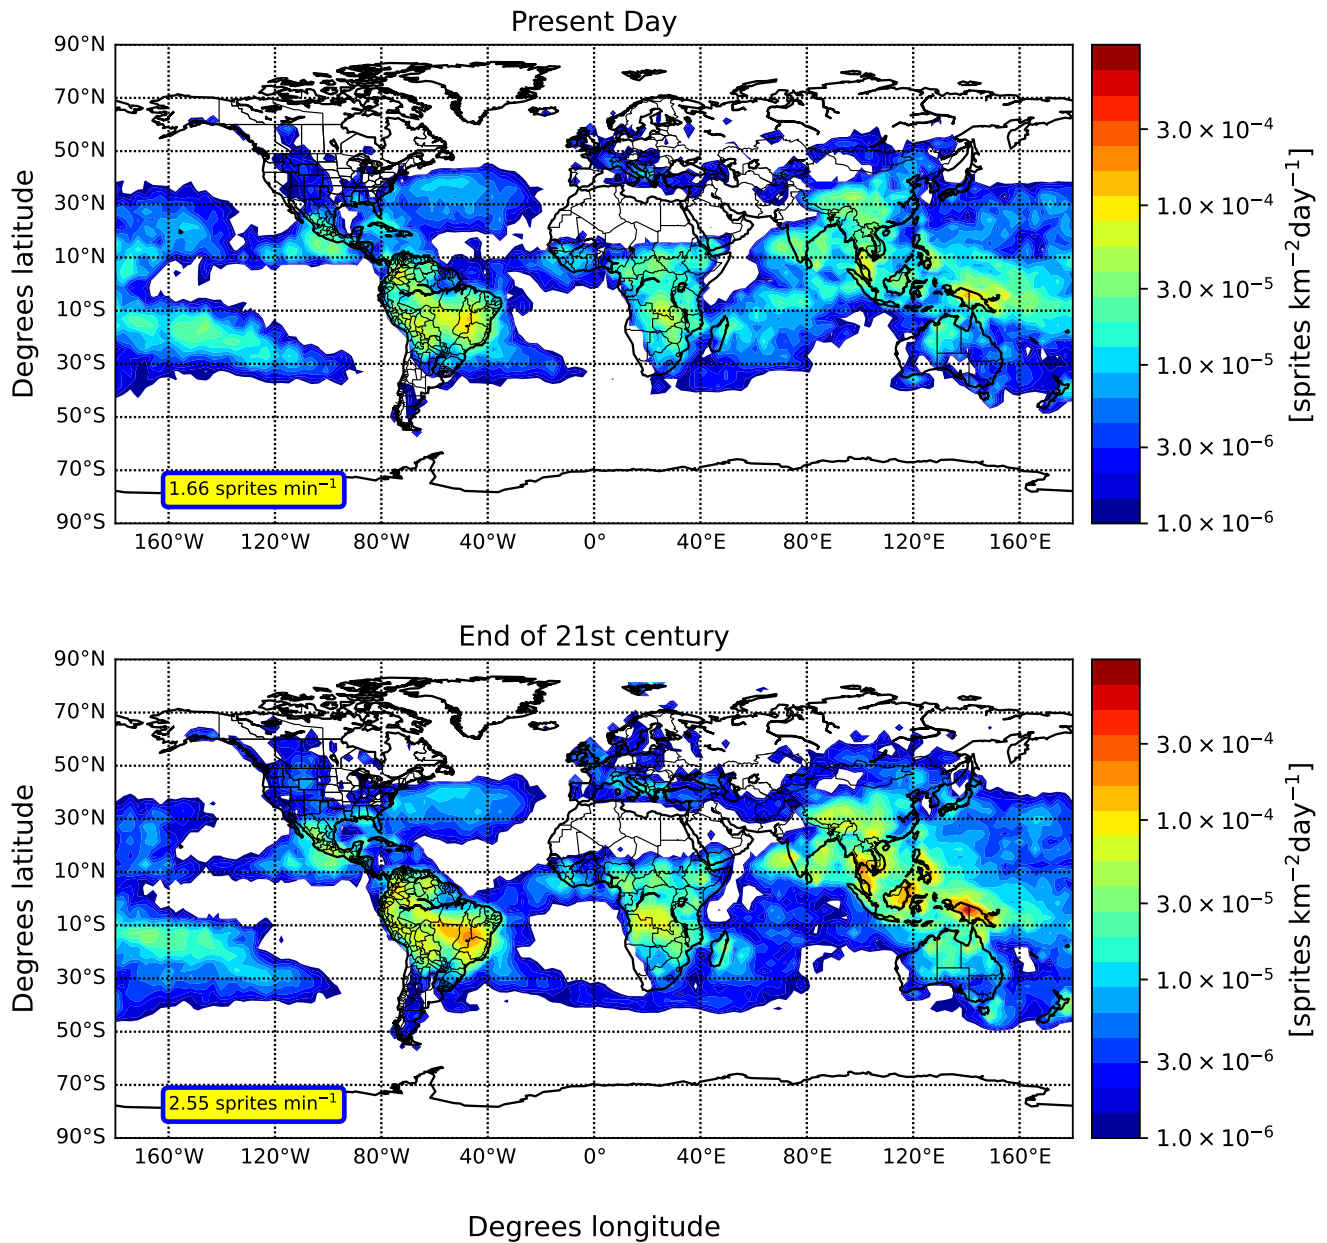 Present Day
90°N
70°N
50°N
30°N
10°N
10°S
30°S
50°S
70°S
90°S
Degrees latitude
1.66 sprites min⁻¹
160°W 120°W 80°W 40°W 0° 40°E 80°E 120°E 160°E
3.0 × 10⁻⁴
1.0 × 10⁻⁴
3.0 × 10⁻⁵
1.0 × 10⁻⁵
3.0 × 10⁻⁶
1.0 × 10⁻⁶
[sprites km⁻²day⁻¹]
End of 21st century
90°N
70°N
50°N
30°N
10°N
10°S
30°S
50°S
70°S
90°S
Degrees latitude
2.55 sprites min⁻¹
160°W 120°W 80°W 40°W 0° 40°E 80°E 120°E 160°E
3.0 × 10⁻⁴
1.0 × 10⁻⁴
3.0 × 10⁻⁵
1.0 × 10⁻⁵
3.0 × 10⁻⁶
1.0 × 10⁻⁶
[sprites km⁻²day⁻¹]
Degrees longitude